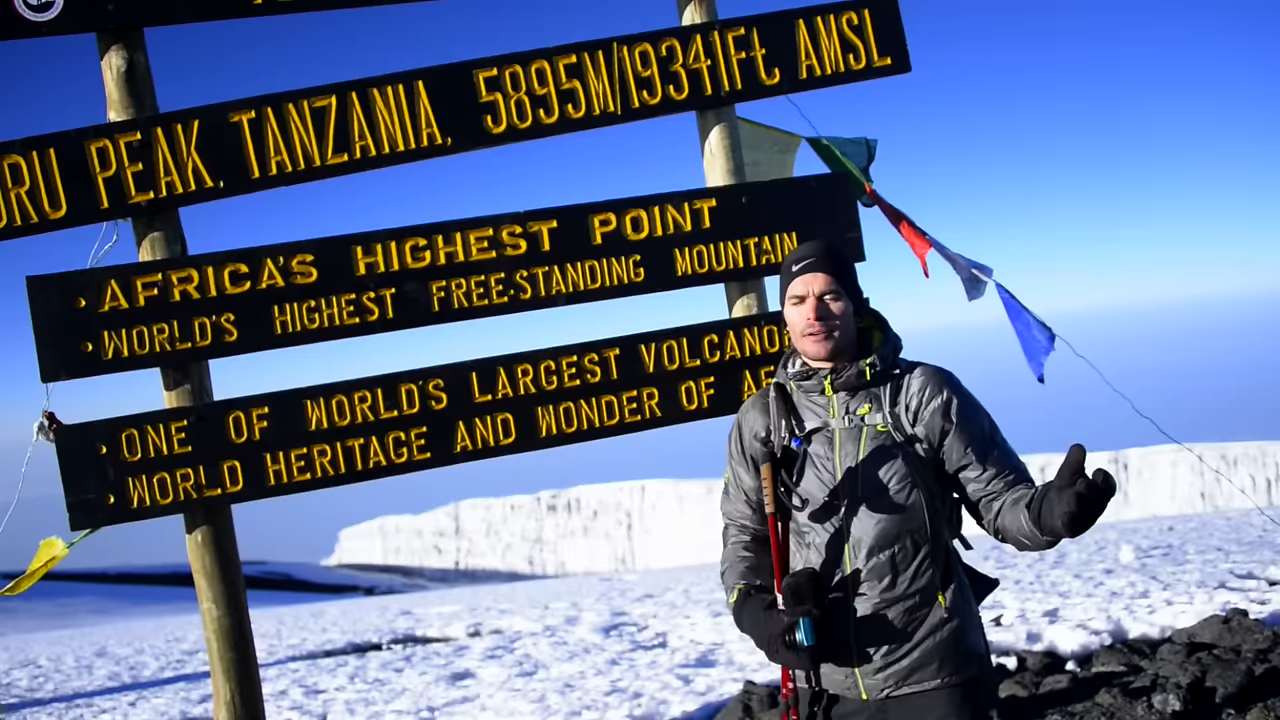 URU PEAK, TANZANIA, 5895M/19341Ft AMSL
• AFRICA'S HIGHEST POINT
• WORLD'S HIGHEST FREE-STANDING MOUNTAIN
• ONE OF WORLD'S LARGEST VOLCANO
• WORLD HERITAGE AND WONDER OF